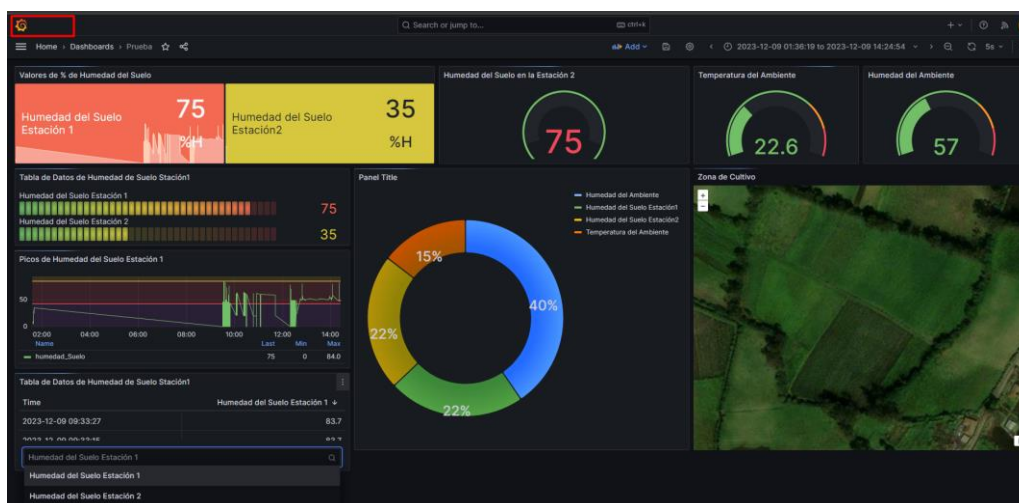 Search or jump to...
ctrl+k
Home › Dashboards › Prueba
Add
2023-12-09 01:36:19 to 2023-12-09 14:24:54
5s
Valores de % de Humedad del Suelo
Humedad del Suelo
Estación 1
75
%H
Humedad del Suelo
Estación2
35
%H
Humedad del Suelo en la Estación 2
75
Temperatura del Ambiente
22.6
Humedad del Ambiente
57
Tabla de Datos de Humedad de Suelo Stación1
Humedad del Suelo Estación 1
75
Humedad del Suelo Estación 2
35
Picos de Humedad del Suelo Estación 1
50
0
02:00 04:00 06:00 08:00 10:00 12:00 14:00
Name Last Min Max
humedad_Suelo 75 0 84.0
Tabla de Datos de Humedad de Suelo Stación1
Time Humedad del Suelo Estación 1
2023-12-09 09:33:27 83.7
Humedad del Suelo Estación 1
Humedad del Suelo Estación 1
Humedad del Suelo Estación 2
Panel Title
Humedad del Ambiente
Humedad del Suelo Estación1
Humedad del Suelo Estación2
Temperatura del Ambiente
15%
40%
22%
22%
Zona de Cultivo
+
-